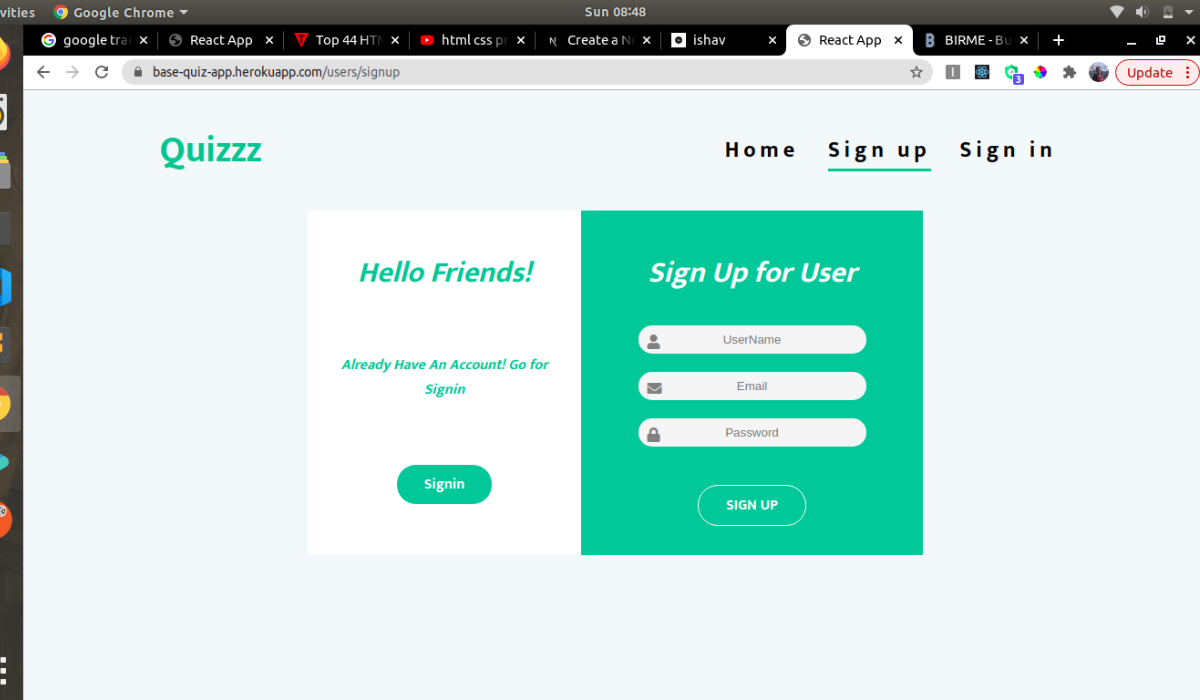 vities Google Chrome Sun 08:48
google tra React App Top 44 HTM html css pr Create a Ne ishav React App BIRME - Bu
base-quiz-app.herokuapp.com/users/signup 3 Update
Quizzz Home Sign up Sign in
Hello Friends!
Already Have An Account! Go for
Signin
Signin
Sign Up for User
UserName
Email
Password
SIGN UP